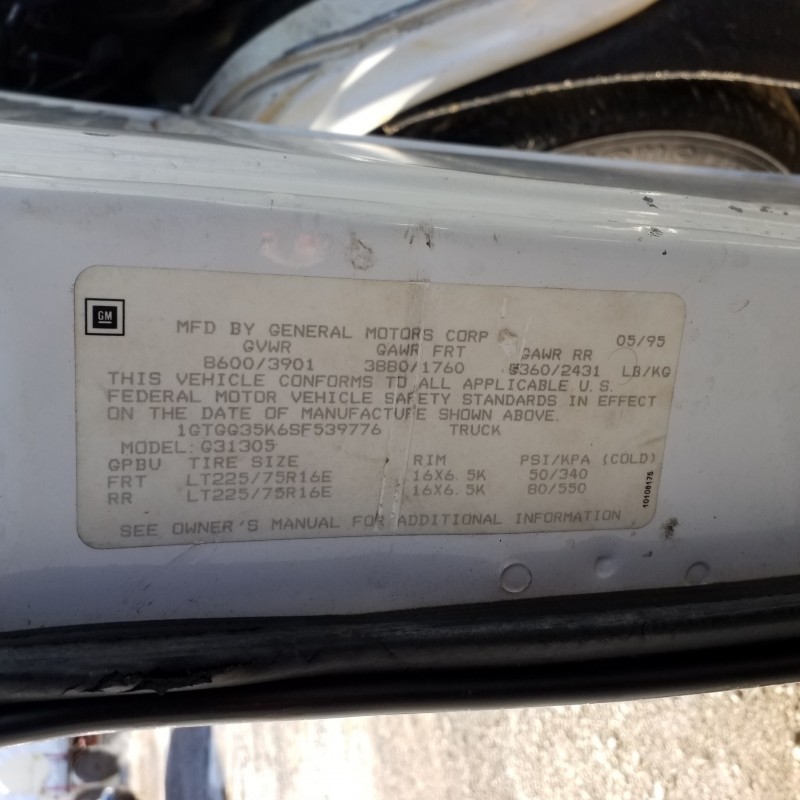 GM
MFD BY GENERAL MOTORS CORP 05/95
GVWR GAWR FRT GAWR RR
8600/3901 3880/1760 5360/2431 LB/KG
THIS VEHICLE CONFORMS TO ALL APPLICABLE U.S.
FEDERAL MOTOR VEHICLE SAFETY STANDARDS IN EFFECT
ON THE DATE OF MANUFACTURE SHOWN ABOVE.
1GTGG35K6SF539776 TRUCK
MODEL: G31305
GPBU TIRE SIZE RIM PSI/KPA (COLD)
FRT LT225/75R16E 16X6.5K 50/340
RR LT225/75R16E 16X6.5K 80/550
SEE OWNER'S MANUAL FOR ADDITIONAL INFORMATION
10108175